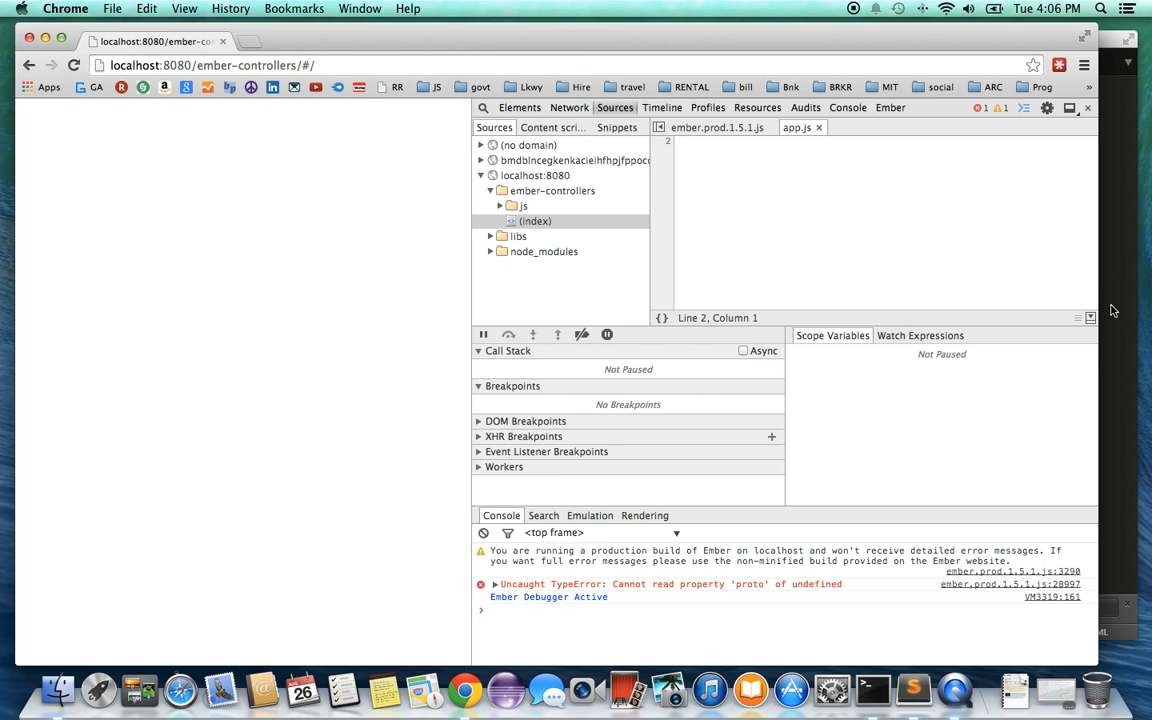 Chrome File Edit View History Bookmarks Window Help Tue 4:06 PM
localhost:8080/ember-co
localhost:8080/ember-controllers/#/
Apps GA RR JS govt Lkwy Hire travel RENTAL bill Bnk BRKR MIT social ARC Prog »
Elements Network Sources Timeline Profiles Resources Audits Console Ember 1 1
Sources Content scri... Snippets ember.prod.1.5.1.js app.js
(no domain)
bmdblncegkenkacieihfhpjfppoco
localhost:8080
ember-controllers
js
(index)
libs
node_modules
2
{} Line 2, Column 1
Call Stack Async
Not Paused
Breakpoints
No Breakpoints
DOM Breakpoints
XHR Breakpoints
Event Listener Breakpoints
Workers
Scope Variables Watch Expressions
Not Paused
Console Search Emulation Rendering
<top frame>
You are running a production build of Ember on localhost and won't receive detailed error messages. If
you want full error messages please use the non-minified build provided on the Ember website.
ember.prod.1.5.1.js:3290
Uncaught TypeError: Cannot read property 'proto' of undefined ember.prod.1.5.1.js:28997
Ember Debugger Active VM3319:161
>
ML
26